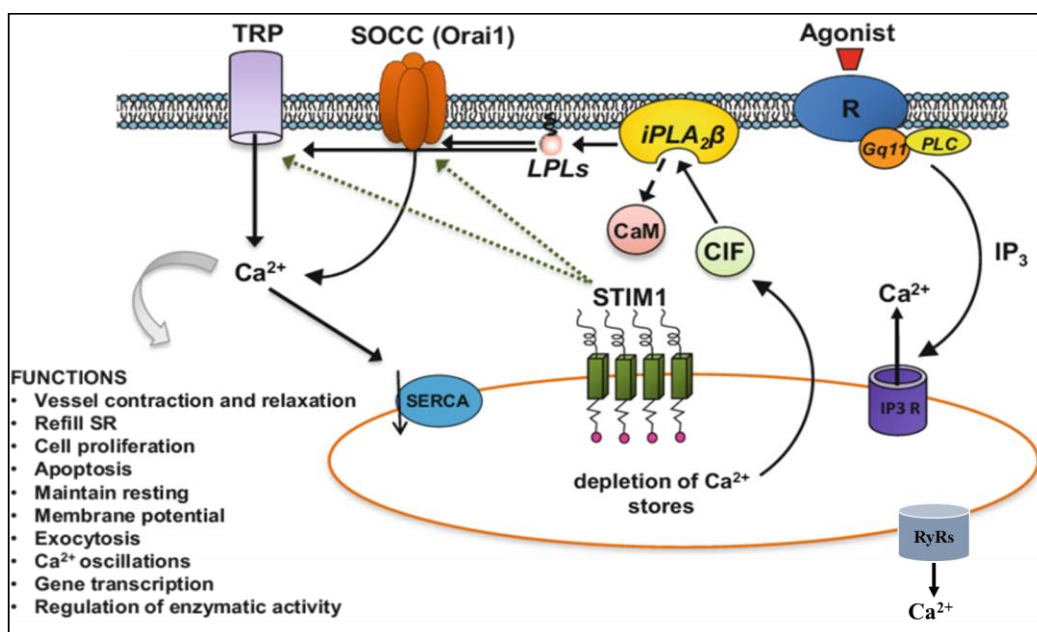 TRP
SOCC (Orai1)
Agonist
R
Gq11
PLC
iPLA₂β
LPLs
CaM
CIF
IP₃
Ca²⁺
STIM1
Ca²⁺
SERCA
IP3 R
depletion of Ca²⁺
stores
RyRs
Ca²⁺
FUNCTIONS
• Vessel contraction and relaxation
• Refill SR
• Cell proliferation
• Apoptosis
• Maintain resting
• Membrane potential
• Exocytosis
• Ca²⁺ oscillations
• Gene transcription
• Regulation of enzymatic activity